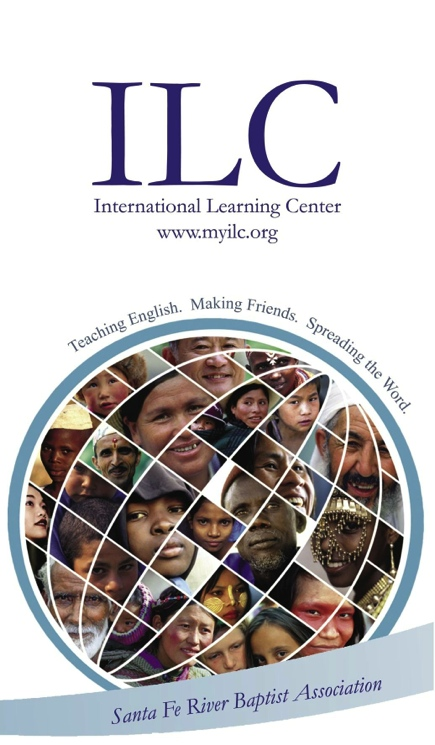 ILC
International Learning Center
www.myilc.org
Teaching English. Making Friends. Spreading the Word.
Santa Fe River Baptist Association